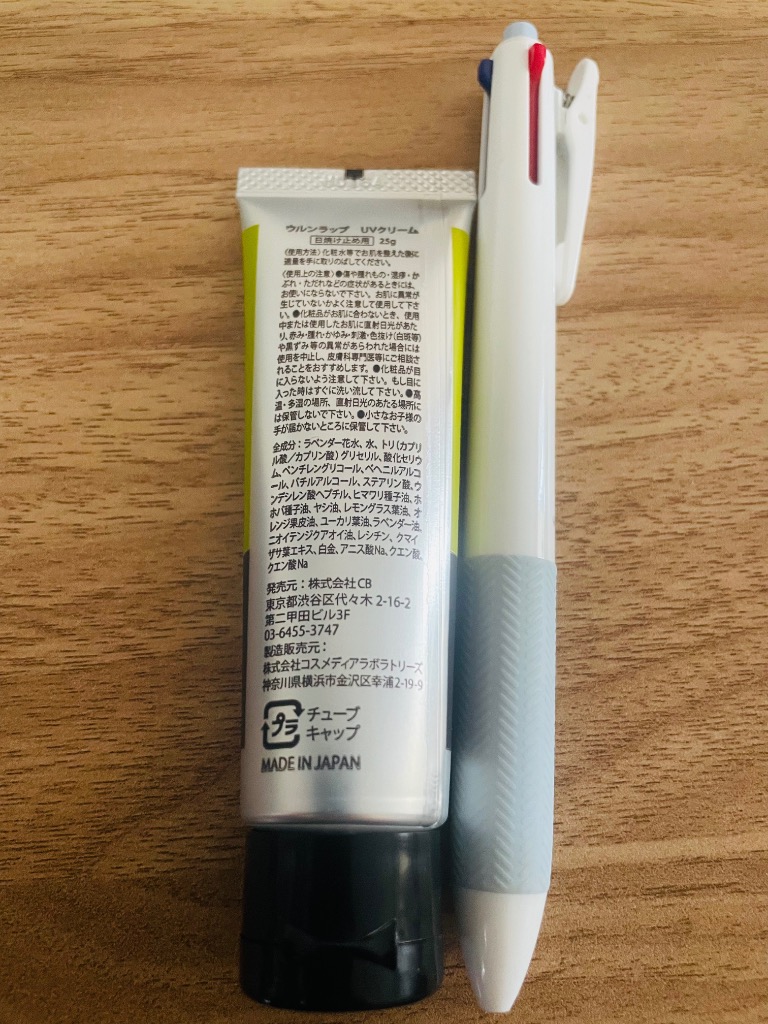 ウルンラップ UVクリーム
日焼け止め用 25g
〈使用方法〉化粧水等でお肌を整えた後に
適量を手に取りのばしてください。
〈使用上の注意〉●傷や腫れもの・湿疹・か
ぶれ・ただれなどの症状があるときには、
お使いにならないで下さい。お肌に異常が
生じていないかよく注意して使用して下さ
い。●化粧品がお肌に合わないとき、使用
中または使用したお肌に直射日光があた
り、赤み・腫れ・かゆみ・刺激・色抜け(白斑等)
や黒ずみ等の異常があらわれた場合には
使用を中止し、皮膚科専門医等にご相談さ
れることをおすすめします。●化粧品が目
に入らないよう注意して下さい。もし目に
入った時はすぐに洗い流して下さい。●高
温・多湿の場所、直射日光のあたる場所に
は保管しないで下さい。●小さなお子様の
手が届かないところに保管して下さい。
全成分：ラベンダー花水、水、トリ(カプリ
ル酸／カプリン酸)グリセリル、酸化セリウ
ム、ペンチレングリコール、ベヘニルアルコ
ール、バチルアルコール、ステアリン酸、ウ
ンデシレン酸ヘプチル、ヒマワリ種子油、ホ
ホバ種子油、ヤシ油、レモングラス葉油、オ
レンジ果皮油、ユーカリ葉油、ラベンダー油、
ニオイテンジクアオイ油、レシチン、クマイ
ザサ葉エキス、白金、アニス酸Na、クエン酸、
クエン酸Na
発売元：株式会社CB
東京都渋谷区代々木2-16-2
第二甲田ビル3F
03-6455-3747
製造販売元：
株式会社コスメディアラボラトリーズ
神奈川県横浜市金沢区幸浦2-19-9
プラ チューブ
キャップ
MADE IN JAPAN